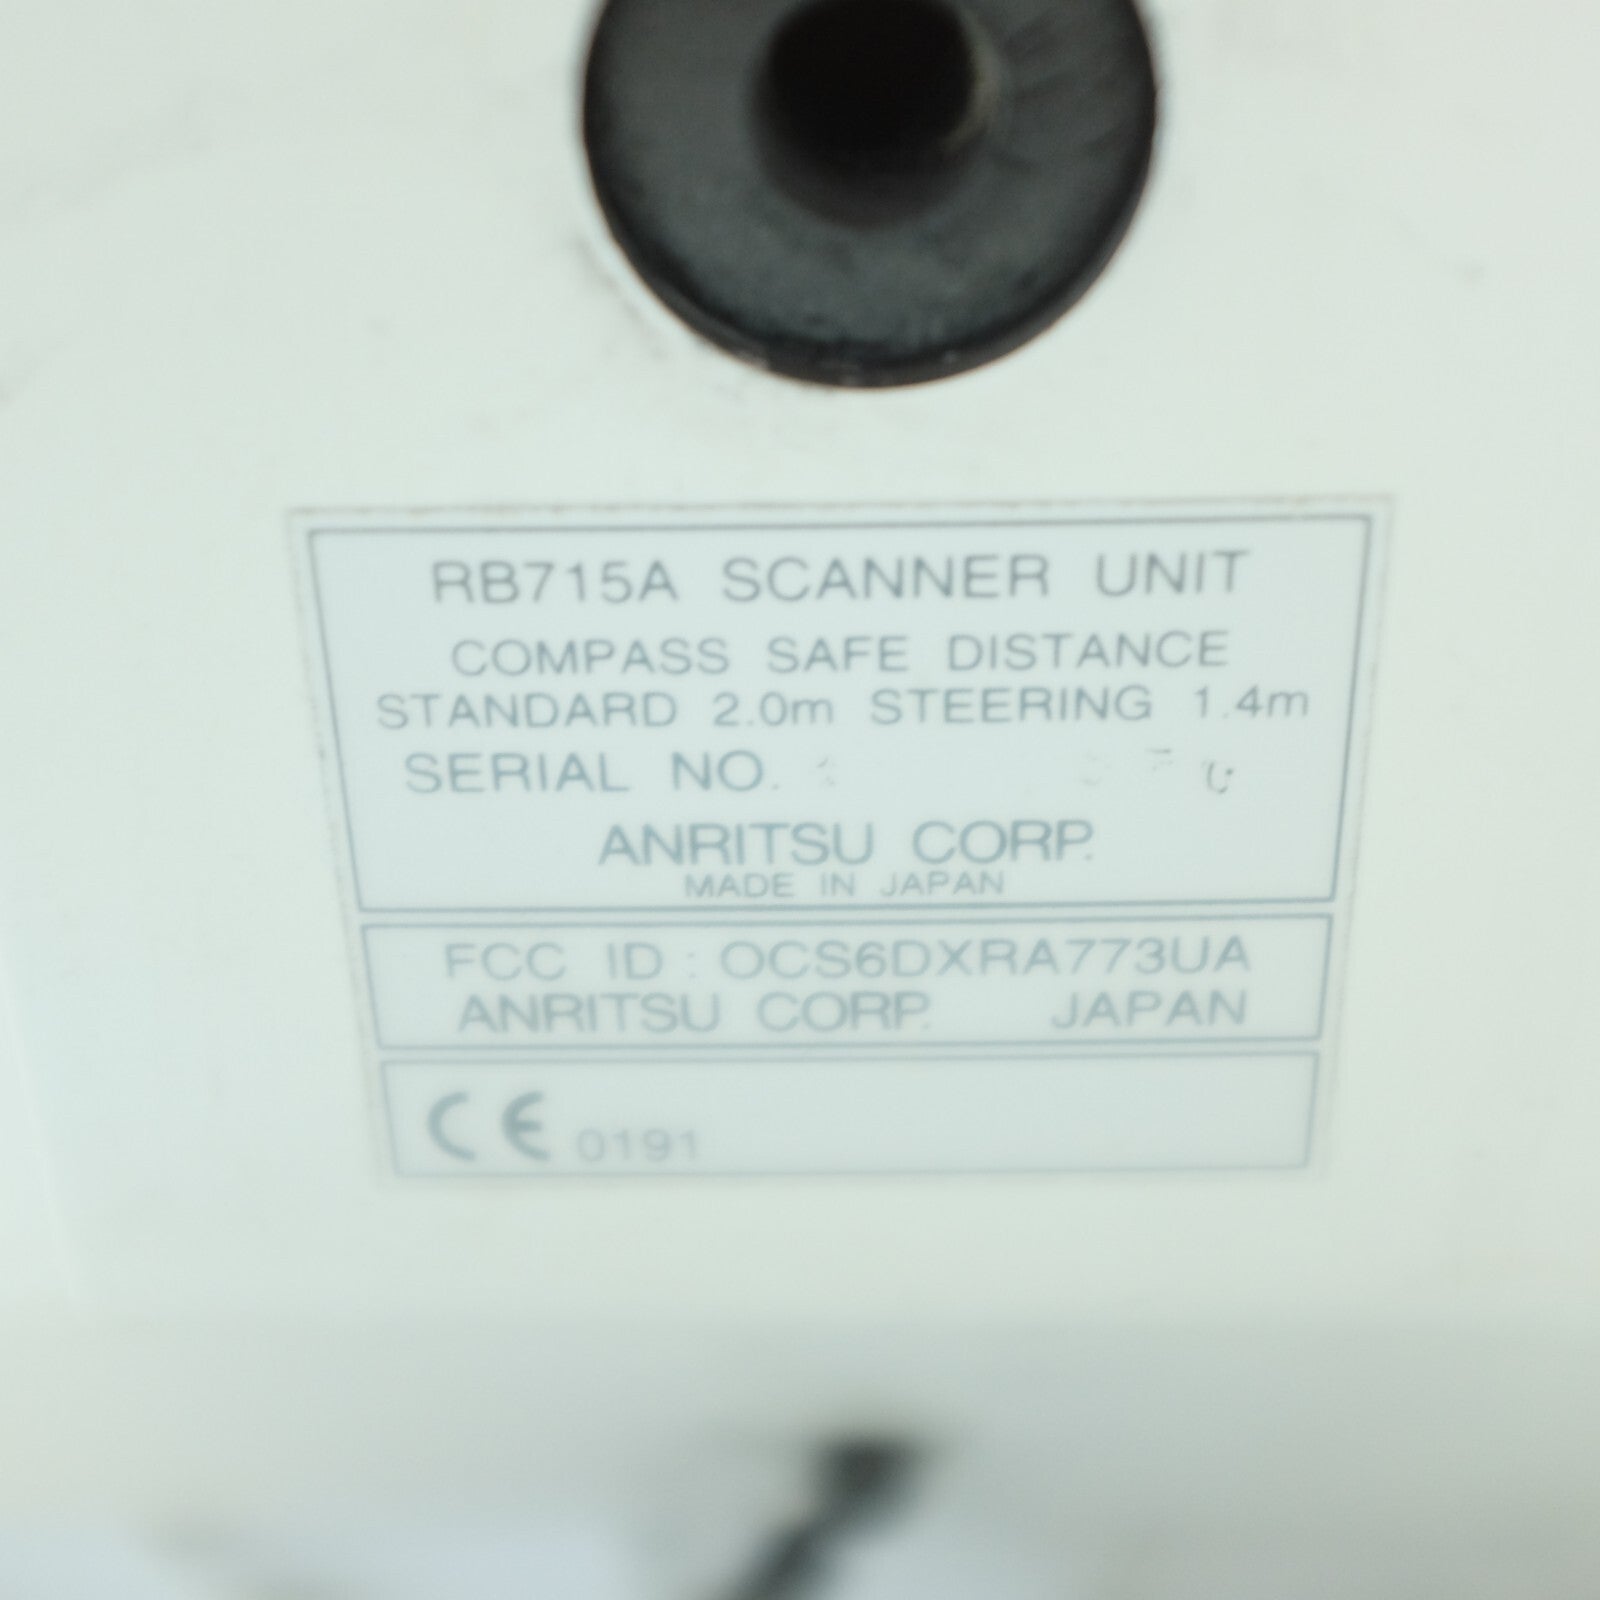 RB715A SCANNER UNIT
COMPASS SAFE DISTANCE
STANDARD 2.0m STEERING 1.4m
SERIAL NO.
ANRITSU CORP.
MADE IN JAPAN
FCC ID : OCS6DXRA773UA
ANRITSU CORP. JAPAN
CE 0191